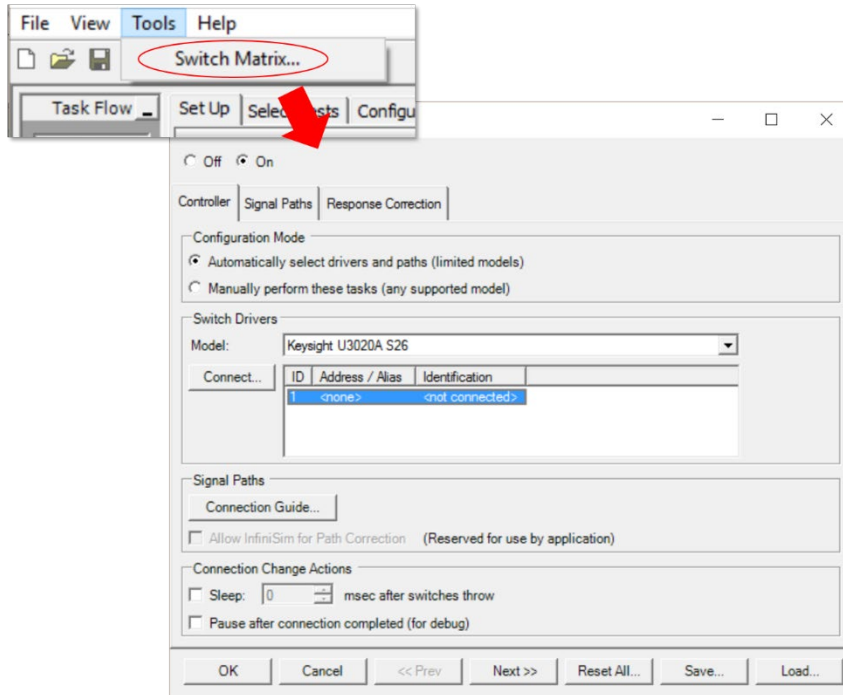 File View Tools Help
Switch Matrix...
Task Flow
Set Up Select Tests Configu
Off On
Controller Signal Paths Response Correction
Configuration Mode
Automatically select drivers and paths (limited models)
Manually perform these tasks (any supported model)
Switch Drivers
Model: Keysight U3020A S26
Connect... ID Address / Alias Identification
1 <none> <not connected>
Signal Paths
Connection Guide...
Allow InfiniSim for Path Correction (Reserved for use by application)
Connection Change Actions
Sleep: 0 msec after switches throw
Pause after connection completed (for debug)
OK Cancel << Prev Next >> Reset All... Save... Load...